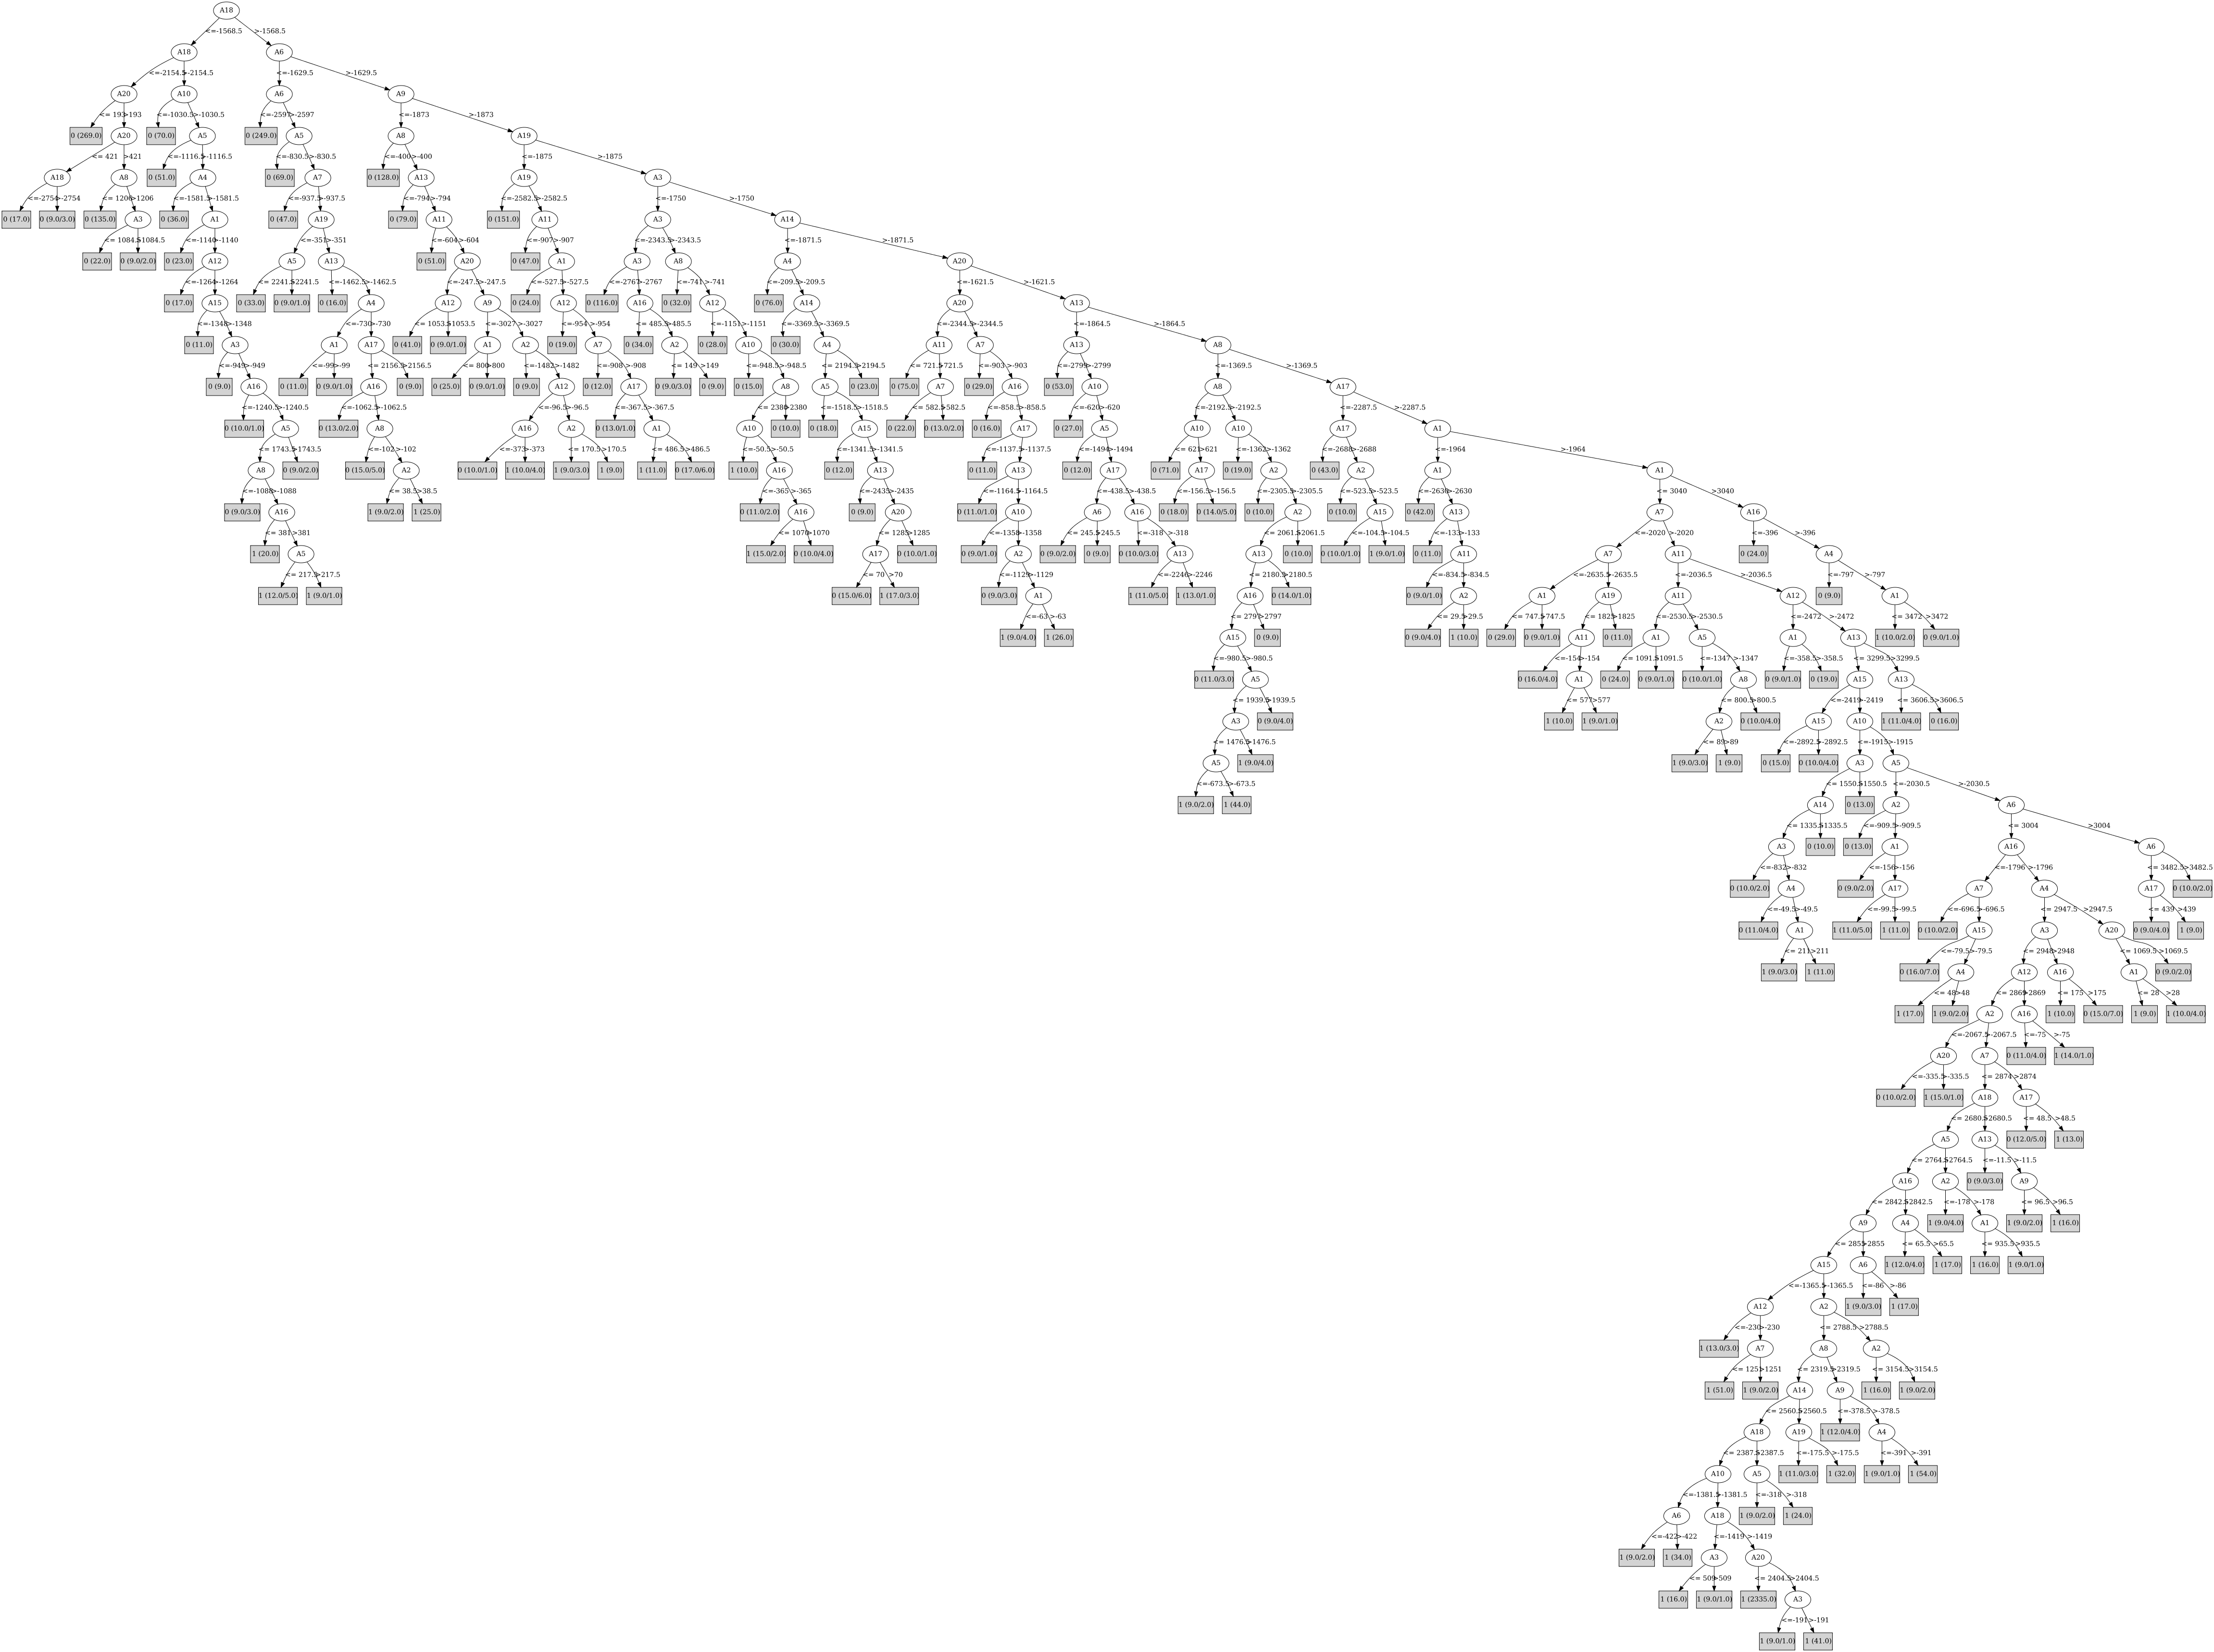 A18
<=-1568.5 >-1568.5
A18 A6
<=-2154.5 >-2154.5 <=-1629.5 >-1629.5
A20 A10 A6 A9
<= 193 >193 <=-1030.5 >-1030.5 <=-2597 >-2597 <=-1873 >-1873
0 (269.0) A20 0 (70.0) A5 0 (249.0) A5 A8 A19
<= 421 >421 <=-1116.5 >-1116.5 <=-830.5 >-830.5 <=-400 >-400 <=-1875 >-1875
A18 A8 0 (51.0) A4 0 (69.0) A7 0 (128.0) A13 A19 A3
<=-2754 >-2754 <= 1206 >1206 <=-1581.5 >-1581.5 <=-937.5 >-937.5 <=-794 >-794 <=-2582.5 >-2582.5 <=-1750 >-1750
0 (17.0) 0 (9.0/3.0) 0 (135.0) A3 0 (36.0) A1 0 (47.0) A19 0 (79.0) A11 0 (151.0) A11 A3 A14
<= 1084.5 >1084.5 <=-1140 >-1140 <=-351 >-351 <=-604 >-604 <=-907 >-907 <=-2343.5 >-2343.5 <=-1871.5 >-1871.5
0 (22.0) 0 (9.0/2.0) 0 (23.0) A12 A5 A13 0 (51.0) A20 0 (47.0) A1 A3 A8 A4 A20
<=-1264 >-1264 <= 2241.5 >2241.5 <=-1462.5 >-1462.5 <=-247.5 >-247.5 <=-527.5 >-527.5 <=-2767 >-2767 <=-741 >-741 <=-209.5 >-209.5 <=-1621.5 >-1621.5
0 (17.0) A15 0 (33.0) 0 (9.0/1.0) 0 (16.0) A4 A12 A9 0 (24.0) A12 0 (116.0) A16 0 (32.0) A12 0 (76.0) A14 A20 A13
<=-1348 >-1348 <=-730 >-730 <= 1053.5 >1053.5 <=-3027 >-3027 <=-954 >-954 <= 485.5 >485.5 <=-1151 >-1151 <=-3369.5 >-3369.5 <=-2344.5 >-2344.5 <=-1864.5 >-1864.5
0 (11.0) A3 A1 A17 0 (41.0) 0 (9.0/1.0) A1 A2 0 (19.0) A7 0 (34.0) A2 0 (28.0) A10 0 (30.0) A4 A11 A7 A13 A8
<=-949 >-949 <=-99 >-99 <= 2156.5 >2156.5 <= 800 >800 <=-1482 >-1482 <=-908 >-908 <= 149 >149 <=-948.5 >-948.5 <= 2194.5 >2194.5 <= 721.5 >721.5 <=-903 >-903 <=-2799 >-2799 <=-1369.5 >-1369.5
0 (9.0) A16 0 (11.0) 0 (9.0/1.0) A16 0 (9.0) 0 (25.0) 0 (9.0/1.0) 0 (9.0) A12 0 (12.0) A17 0 (9.0/3.0) 0 (9.0) 0 (15.0) A8 A5 0 (23.0) 0 (75.0) A7 0 (29.0) A16 0 (53.0) A10 A8 A17
<=-1240.5 >-1240.5 <=-1062.5 >-1062.5 <=-96.5 >-96.5 <=-367.5 >-367.5 <= 2380 >2380 <=-1518.5 >-1518.5 <= 582.5 >582.5 <=-858.5 >-858.5 <=-620 >-620 <=-2192.5 >-2192.5 <=-2287.5 >-2287.5
0 (10.0/1.0) A5 0 (13.0/2.0) A8 A16 A2 0 (13.0/1.0) A1 A10 0 (10.0) 0 (18.0) A15 0 (22.0) 0 (13.0/2.0) 0 (16.0) A17 0 (27.0) A5 A10 A10 A17 A1
<= 1743.5 >1743.5 <=-102 >-102 <=-373 >-373 <= 170.5 >170.5 <= 486.5 >486.5 <=-50.5 >-50.5 <=-1341.5 >-1341.5 <=-1137.5 >-1137.5 <=-1494 >-1494 <= 621 >621 <=-1362 >-1362 <=-2688 >-2688 <=-1964 >-1964
A8 0 (9.0/2.0) 0 (15.0/5.0) A2 0 (10.0/1.0) 1 (10.0/4.0) 1 (9.0/3.0) 1 (9.0) 1 (11.0) 0 (17.0/6.0) 1 (10.0) A16 0 (12.0) A13 0 (11.0) A13 0 (12.0) A17 0 (71.0) A17 0 (19.0) A2 0 (43.0) A2 A1 A1
<=-1088 >-1088 <= 38.5 >38.5 <=-365 >-365 <=-2435 >-2435 <=-1164.5 >-1164.5 <=-438.5 >-438.5 <=-156.5 >-156.5 <=-2305.5 >-2305.5 <=-523.5 >-523.5 <=-2630 >-2630 <= 3040 >3040
0 (9.0/3.0) A16 1 (9.0/2.0) 1 (25.0) 0 (11.0/2.0) A16 0 (9.0) A20 0 (11.0/1.0) A10 A6 A16 0 (18.0) 0 (14.0/5.0) 0 (10.0) A2 0 (10.0) A15 0 (42.0) A13 A7 A16
<= 381 >381 <= 1070 >1070 <= 1285 >1285 <=-1358 >-1358 <= 245.5 >245.5 <=-318 >-318 <= 2061.5 >2061.5 <=-104.5 >-104.5 <=-133 >-133 <=-2020 >-2020 <=-396 >-396
1 (20.0) A5 1 (15.0/2.0) 0 (10.0/4.0) A17 0 (10.0/1.0) 0 (9.0/1.0) A2 0 (9.0/2.0) 0 (9.0) 0 (10.0/3.0) A13 A13 0 (10.0) 0 (10.0/1.0) 1 (9.0/1.0) 0 (11.0) A11 A7 A11 0 (24.0) A4
<= 217.5 >217.5 <= 70 >70 <=-1129 >-1129 <=-2246 >-2246 <= 2180.5 >2180.5 <=-834.5 >-834.5 <=-2635.5 >-2635.5 <=-2036.5 >-2036.5 <=-797 >-797
1 (12.0/5.0) 1 (9.0/1.0) 0 (15.0/6.0) 1 (17.0/3.0) 0 (9.0/3.0) A1 1 (11.0/5.0) 1 (13.0/1.0) A16 0 (14.0/1.0) 0 (9.0/1.0) A2 A1 A19 A11 A12 0 (9.0) A1
<=-63 >-63 <= 2797 >2797 <= 29.5 >29.5 <= 747.5 >747.5 <= 1825 >1825 <=-2530.5 >-2530.5 <=-2472 >-2472 <= 3472 >3472
1 (9.0/4.0) 1 (26.0) A15 0 (9.0) 0 (9.0/4.0) 1 (10.0) 0 (29.0) 0 (9.0/1.0) A11 0 (11.0) A1 A5 A1 A13 1 (10.0/2.0) 0 (9.0/1.0)
<=-980.5 >-980.5 <=-154 >-154 <= 1091.5 >1091.5 <=-1347 >-1347 <=-358.5 >-358.5 <= 3299.5 >3299.5
0 (11.0/3.0) A5 0 (16.0/4.0) A1 0 (24.0) 0 (9.0/1.0) 0 (10.0/1.0) A8 0 (9.0/1.0) 0 (19.0) A15 A13
<= 1939.5 >1939.5 <= 577 >577 <= 800.5 >800.5 <=-2419 >-2419 <= 3606.5 >3606.5
A3 0 (9.0/4.0) 1 (10.0) 1 (9.0/1.0) A2 0 (10.0/4.0) A15 A10 1 (11.0/4.0) 0 (16.0)
<= 1476.5 >1476.5 <= 89 >89 <=-2892.5 >-2892.5 <=-1915 >-1915
A5 1 (9.0/4.0) 1 (9.0/3.0) 1 (9.0) 0 (15.0) 0 (10.0/4.0) A3 A5
<=-673.5 >-673.5 <= 1550.5 >1550.5 <=-2030.5 >-2030.5
1 (9.0/2.0) 1 (44.0) A14 0 (13.0) A2 A6
<= 1335.5 >1335.5 <=-909.5 >-909.5 <= 3004 >3004
A3 0 (10.0) 0 (13.0) A1 A16 A6
<=-832 >-832 <=-156 >-156 <=-1796 >-1796 <= 3482.5 >3482.5
0 (10.0/2.0) A4 0 (9.0/2.0) A17 A7 A4 A17 0 (10.0/2.0)
<=-49.5 >-49.5 <=-99.5 >-99.5 <=-696.5 >-696.5 <= 2947.5 >2947.5 <= 439 >439
0 (11.0/4.0) A1 1 (11.0/5.0) 1 (11.0) 0 (10.0/2.0) A15 A3 A20 0 (9.0/4.0) 1 (9.0)
<= 211 >211 <=-79.5 >-79.5 <= 2948 >2948 <= 1069.5 >1069.5
1 (9.0/3.0) 1 (11.0) 0 (16.0/7.0) A4 A12 A16 A1 0 (9.0/2.0)
<= 48 >48 <= 2869 >2869 <= 175 >175 <= 28 >28
1 (17.0) 1 (9.0/2.0) A2 A16 1 (10.0) 0 (15.0/7.0) 1 (9.0) 1 (10.0/4.0)
<=-2067.5 >-2067.5 <=-75 >-75
A20 A7 0 (11.0/4.0) 1 (14.0/1.0)
<=-335.5 >-335.5 <= 2874 >2874
0 (10.0/2.0) 1 (15.0/1.0) A18 A17
<= 2680.5 >2680.5 <= 48.5 >48.5
A5 A13 0 (12.0/5.0) 1 (13.0)
<= 2764.5 >2764.5 <=-11.5 >-11.5
A16 A2 0 (9.0/3.0) A9
<= 2842.5 >2842.5 <=-178 >-178 <= 96.5 >96.5
A9 A4 1 (9.0/4.0) A1 1 (9.0/2.0) 1 (16.0)
<= 2855 >2855 <= 65.5 >65.5 <= 935.5 >935.5
A15 A6 1 (12.0/4.0) 1 (17.0) 1 (16.0) 1 (9.0/1.0)
<=-1365.5 >-1365.5 <=-86 >-86
A12 A2 1 (9.0/3.0) 1 (17.0)
<=-230 >-230 <= 2788.5 >2788.5
1 (13.0/3.0) A7 A8 A2
<= 1251 >1251 <= 2319.5 >2319.5 <= 3154.5 >3154.5
1 (51.0) 1 (9.0/2.0) A14 A9 1 (16.0) 1 (9.0/2.0)
<= 2560.5 >2560.5 <=-378.5 >-378.5
A18 A19 1 (12.0/4.0) A4
<= 2387.5 >2387.5 <=-175.5 >-175.5 <=-391 >-391
A10 A5 1 (11.0/3.0) 1 (32.0) 1 (9.0/1.0) 1 (54.0)
<=-1381.5 >-1381.5 <=-318 >-318
A6 A18 1 (9.0/2.0) 1 (24.0)
<=-422 >-422 <=-1419 >-1419
1 (9.0/2.0) 1 (34.0) A3 A20
<= 509 >509 <= 2404.5 >2404.5
1 (16.0) 1 (9.0/1.0) 1 (2335.0) A3
<=-191 >-191
1 (9.0/1.0) 1 (41.0)